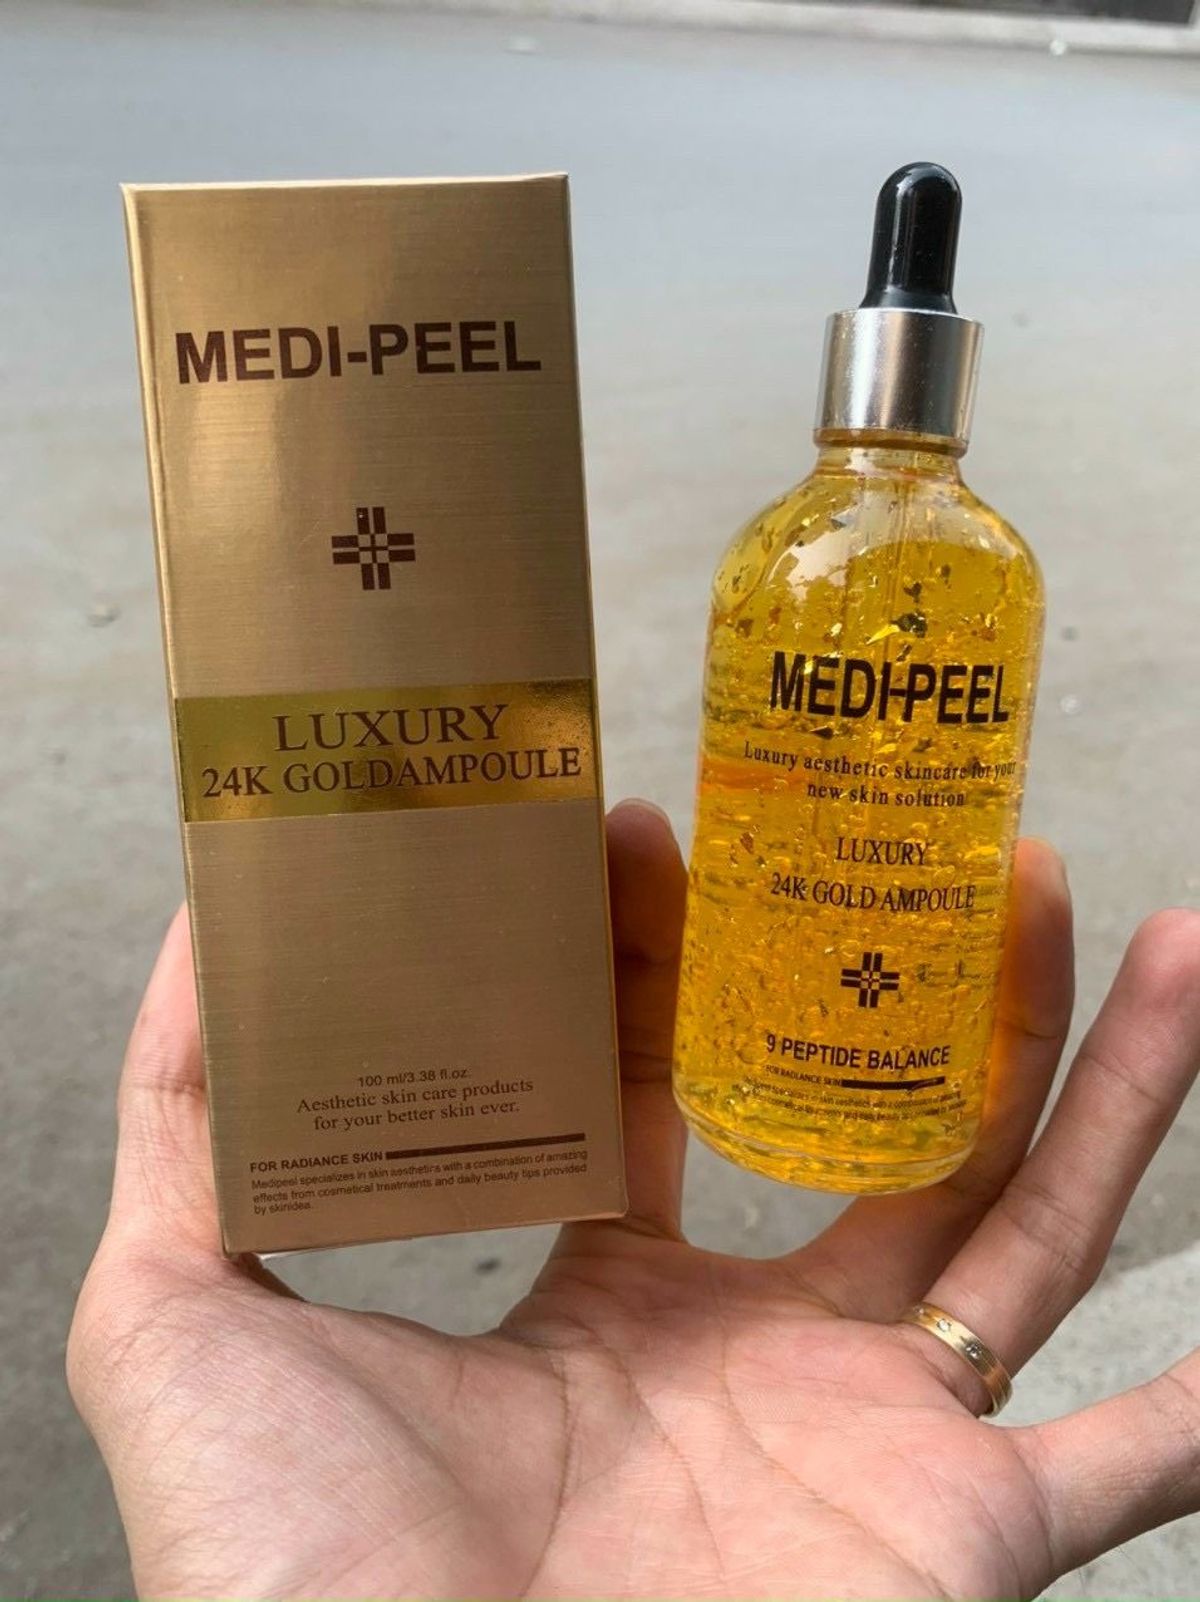 MEDI-PEEL
LUXURY
24K GOLDAMPOULE
100 ml/3.38 fl.oz.
Aesthetic skin care products
for your better skin ever.
FOR RADIANCE SKIN
Medipeel specializes in skin aesthetics with a combination of amazing
effects from cosmetical treatments and daily beauty tips provided
by skinidea.
MEDI-PEEL
Luxury aesthetic skincare for your
new skin solution
LUXURY
24K GOLD AMPOULE
9 PEPTIDE BALANCE
FOR RADIANCE SKIN